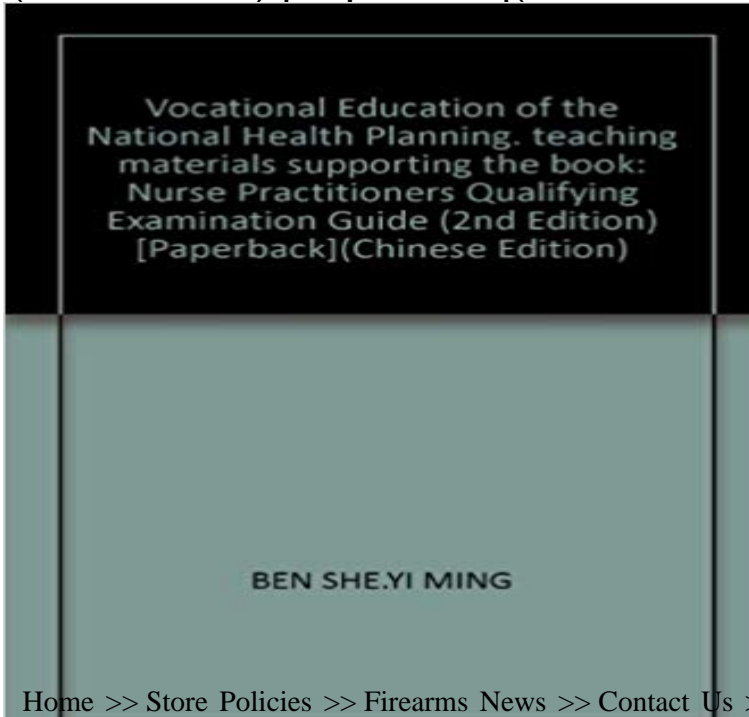 Vocational Education of the
National Health Planning. teaching
materials supporting the book:
Nurse Practitioners Qualifying
Examination Guide (2nd Edition)
[Paperback](Chinese Edition)
BEN SHE.YI MING
Home >> Store Policies >> Firearms News >> Contact Us